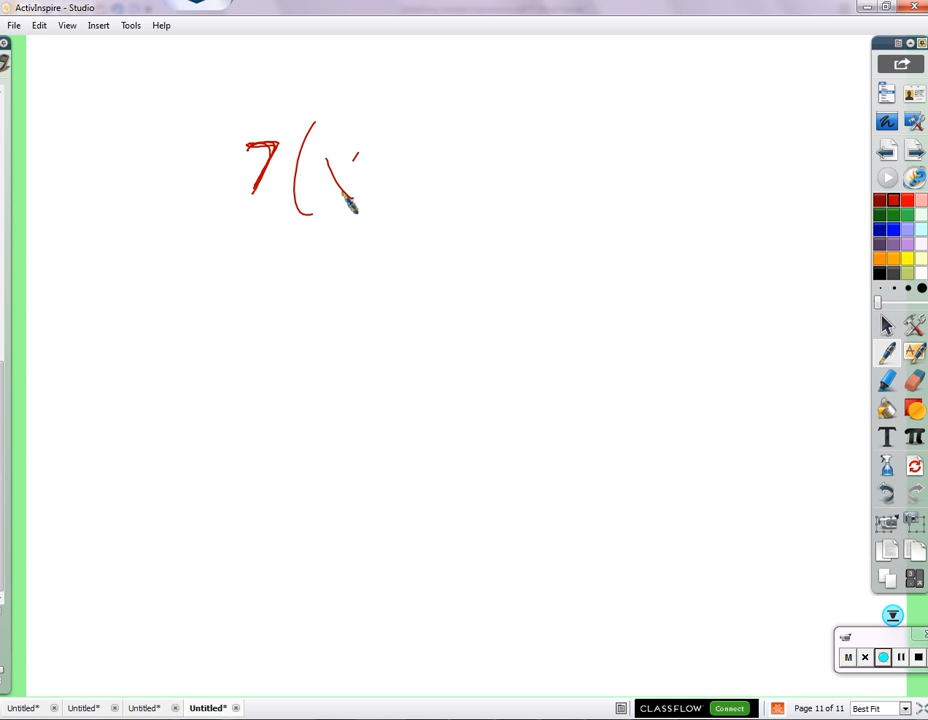 ActivInspire - Studio
File Edit View Insert Tools Help
7(
T π
M
Untitled* Untitled* Untitled* Untitled* CLASSFLOW Connect Page 11 of 11 Best Fit